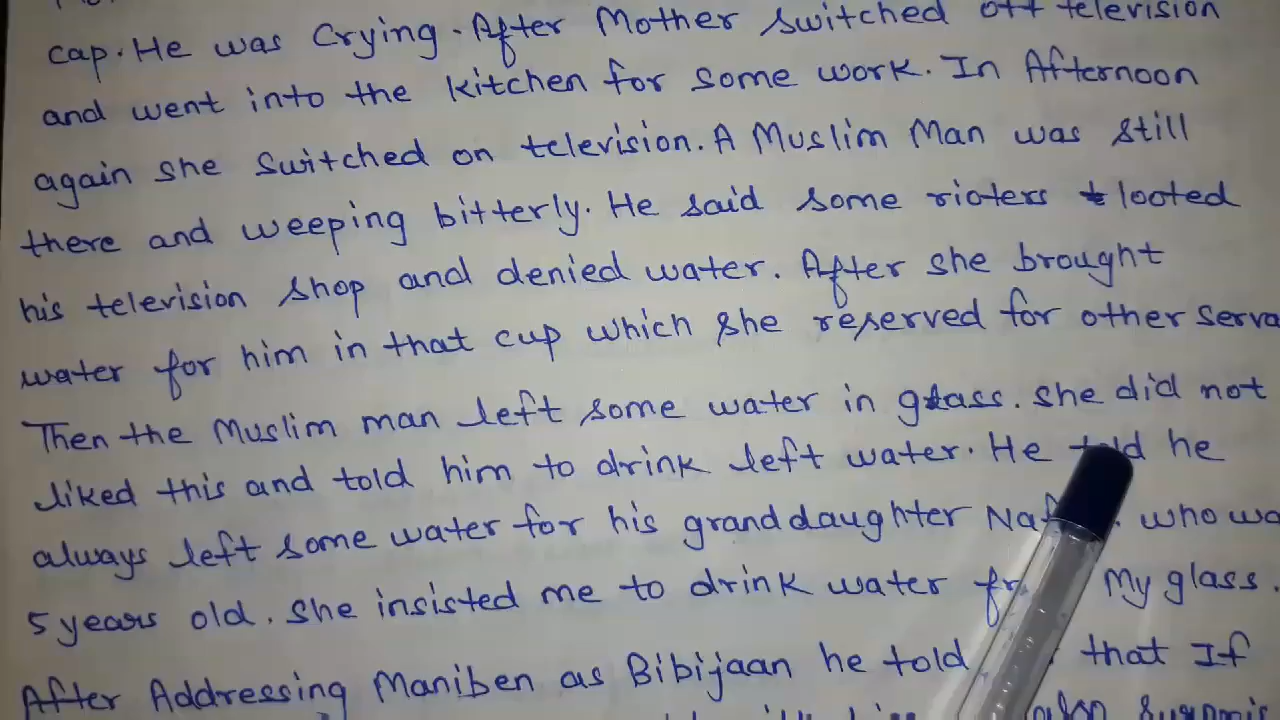 cap. He was Crying. After Mother switched off television
and went into the kitchen for some work. In Afternoon
again she switched on television. A Muslim Man was still
there and weeping bitterly. He said some rioters looted
his television shop and denied water. After she brought
water for him in that cup which she reserved for other serva
Then the Muslim man left some water in glass. she did not
liked this and told him to drink left water. He told he
always left some water for his granddaughter who wa
5 years old. She insisted me to drink water My glass.
After Addressing Maniben as Bibijaan he told that If
also